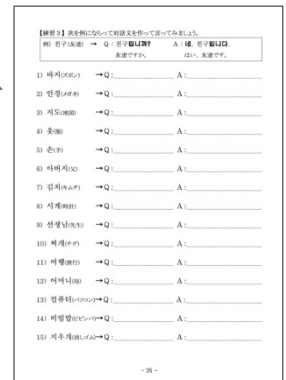 【練習3】次を例にならって対話文を作って言ってみましょう。
例) 친구(友達) → Q : 친구입니까? A : 네, 친구입니다.
友達ですか。 はい、友達です。
1) 바지(ズボン) →Q : A :
2) 안경(メガネ) →Q : A :
3) 지도(地図) →Q : A :
4) 옷(服) →Q : A :
5) 손(手) →Q : A :
6) 아버지(父) →Q : A :
7) 김치(キムチ) →Q : A :
8) 시계(時計) →Q : A :
9) 선생님(先生) →Q : A :
10) 찌개(チゲ) →Q : A :
11) 여행(旅行) →Q : A :
12) 어머니(母) →Q : A :
13) 컴퓨터(パソコン)→Q : A :
14) 비빔밥(ビビンバ)→Q : A :
15) 지우개(消しゴム)→Q : A :
- 35 -